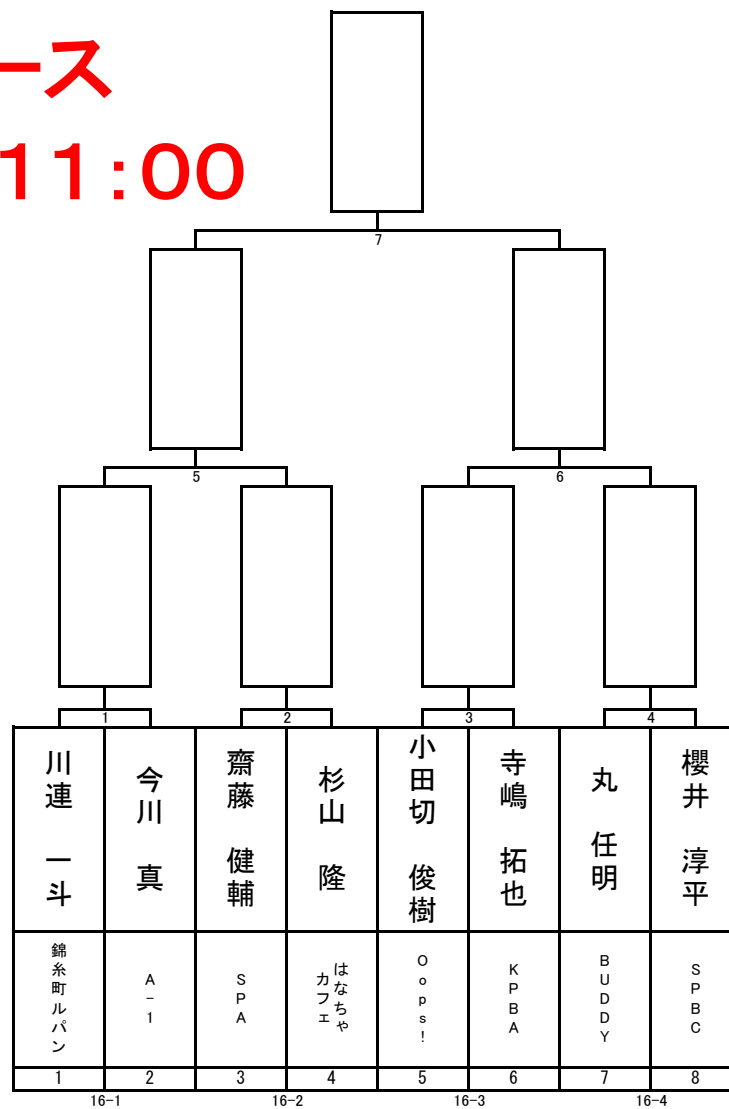 ース
11:00
7
5
6
1
2
3
4
川連 一斗
今川 真
齋藤 健輔
杉山 隆
小田切 俊樹
寺嶋 拓也
丸 任明
櫻井 淳平
錦糸町ルパン
A-1
SPA
はなちゃ
カフェ
Oops!
KPBA
BUDDY
SPBC
1
2
3
4
5
6
7
8
16-1
16-2
16-3
16-4